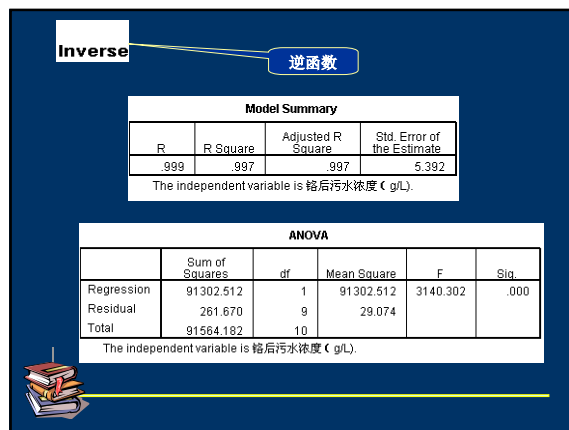 Inverse
逆函数
Model Summary
R R Square Adjusted R Square Std. Error of the Estimate
.999 .997 .997 5.392
The independent variable is 铬后污水浓度（ g/L).
ANOVA
Sum of Squares df Mean Square F Sig.
Regression 91302.512 1 91302.512 3140.302 .000
Residual 261.670 9 29.074
Total 91564.182 10
The independent variable is 铬后污水浓度（ g/L).